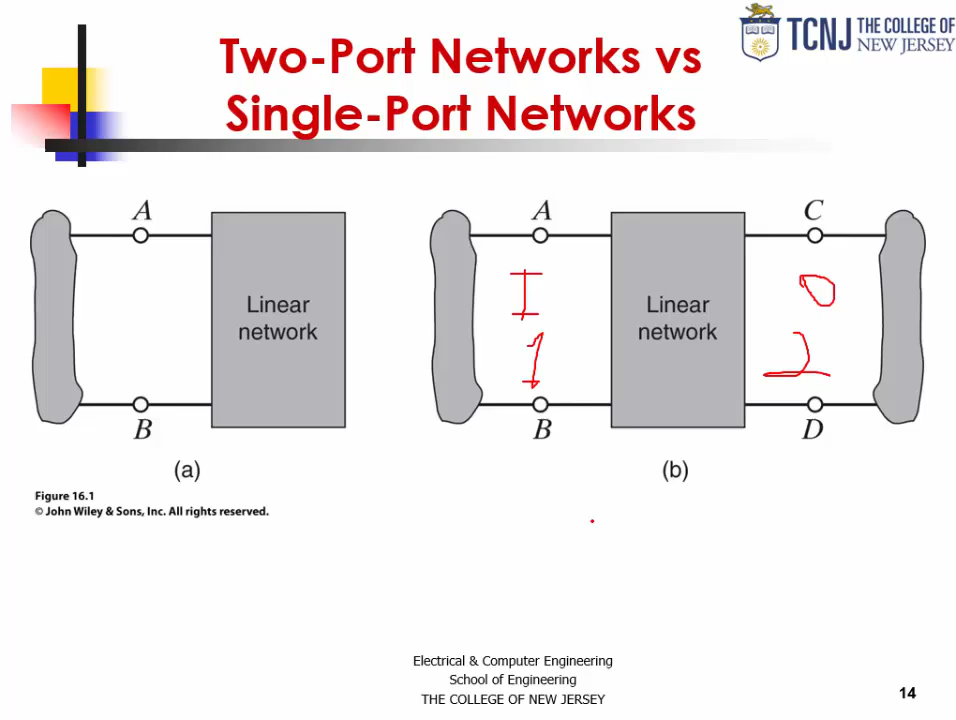 TCNJ THE COLLEGE OF
NEW JERSEY
Two-Port Networks vs
Single-Port Networks
A
Linear
network
B
(a)
A
C
I
O
Linear
network
1
2
B
D
(b)
Figure 16.1
© John Wiley & Sons, Inc. All rights reserved.
Electrical & Computer Engineering
School of Engineering
THE COLLEGE OF NEW JERSEY
14